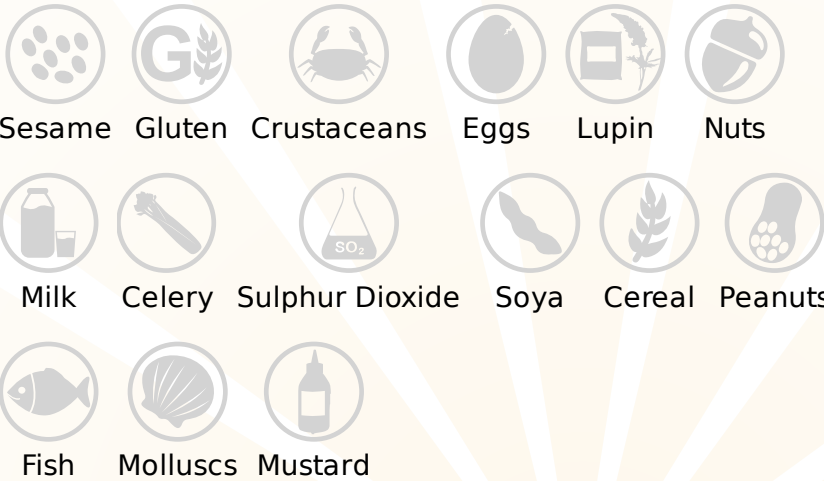 G
Sesame Gluten Crustaceans Eggs Lupin Nuts
SO₂
Milk Celery Sulphur Dioxide Soya Cereal Peanuts
Fish Molluscs Mustard